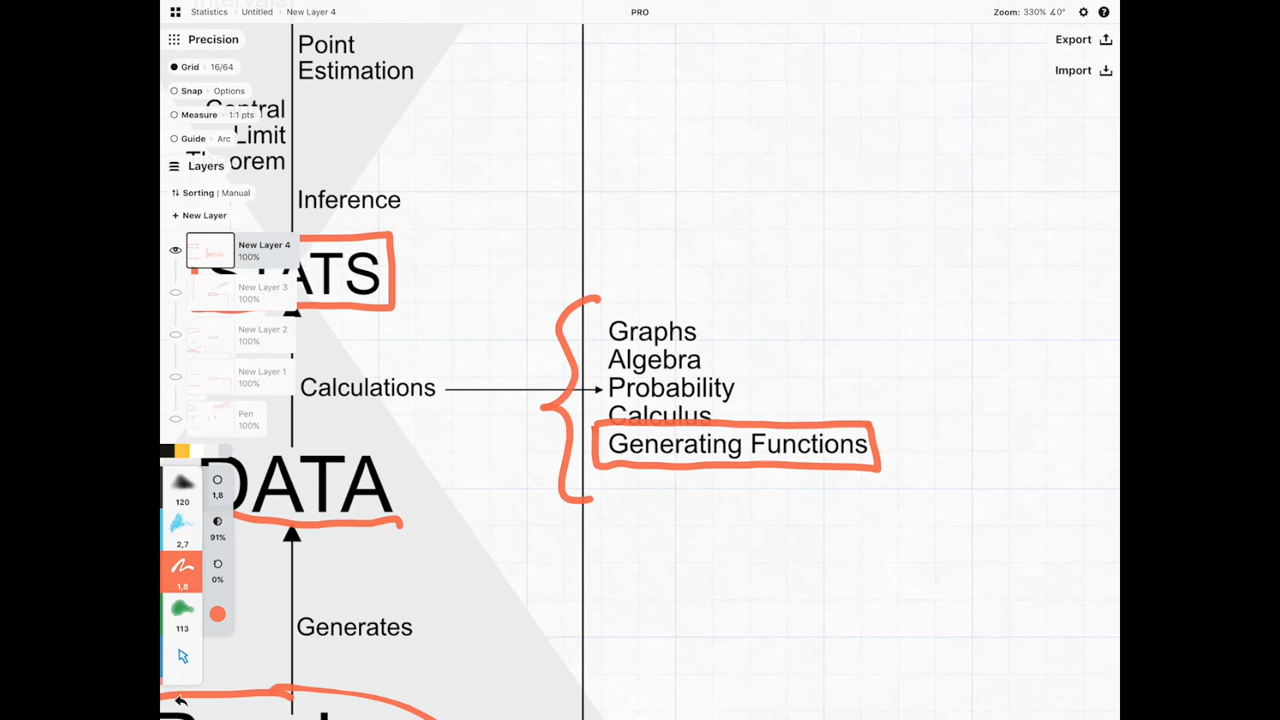 Statistics › Untitled › New Layer 4
PRO
Zoom: 330% ∡0°
Precision
Grid › 16/64
Snap › Options
Measure › 1:1 pts
Guide › Arc
Layers
Sorting | Manual
+ New Layer
New Layer 4
100%
New Layer 3
100%
New Layer 2
100%
New Layer 1
100%
Pen
100%
120
2,7
1,8
113
1,8
91%
0%
Export
Import
Point
Estimation
Central
Limit
Theorem
Inference
STATS
Calculations
Graphs
Algebra
Probability
Calculus
Generating Functions
DATA
Generates